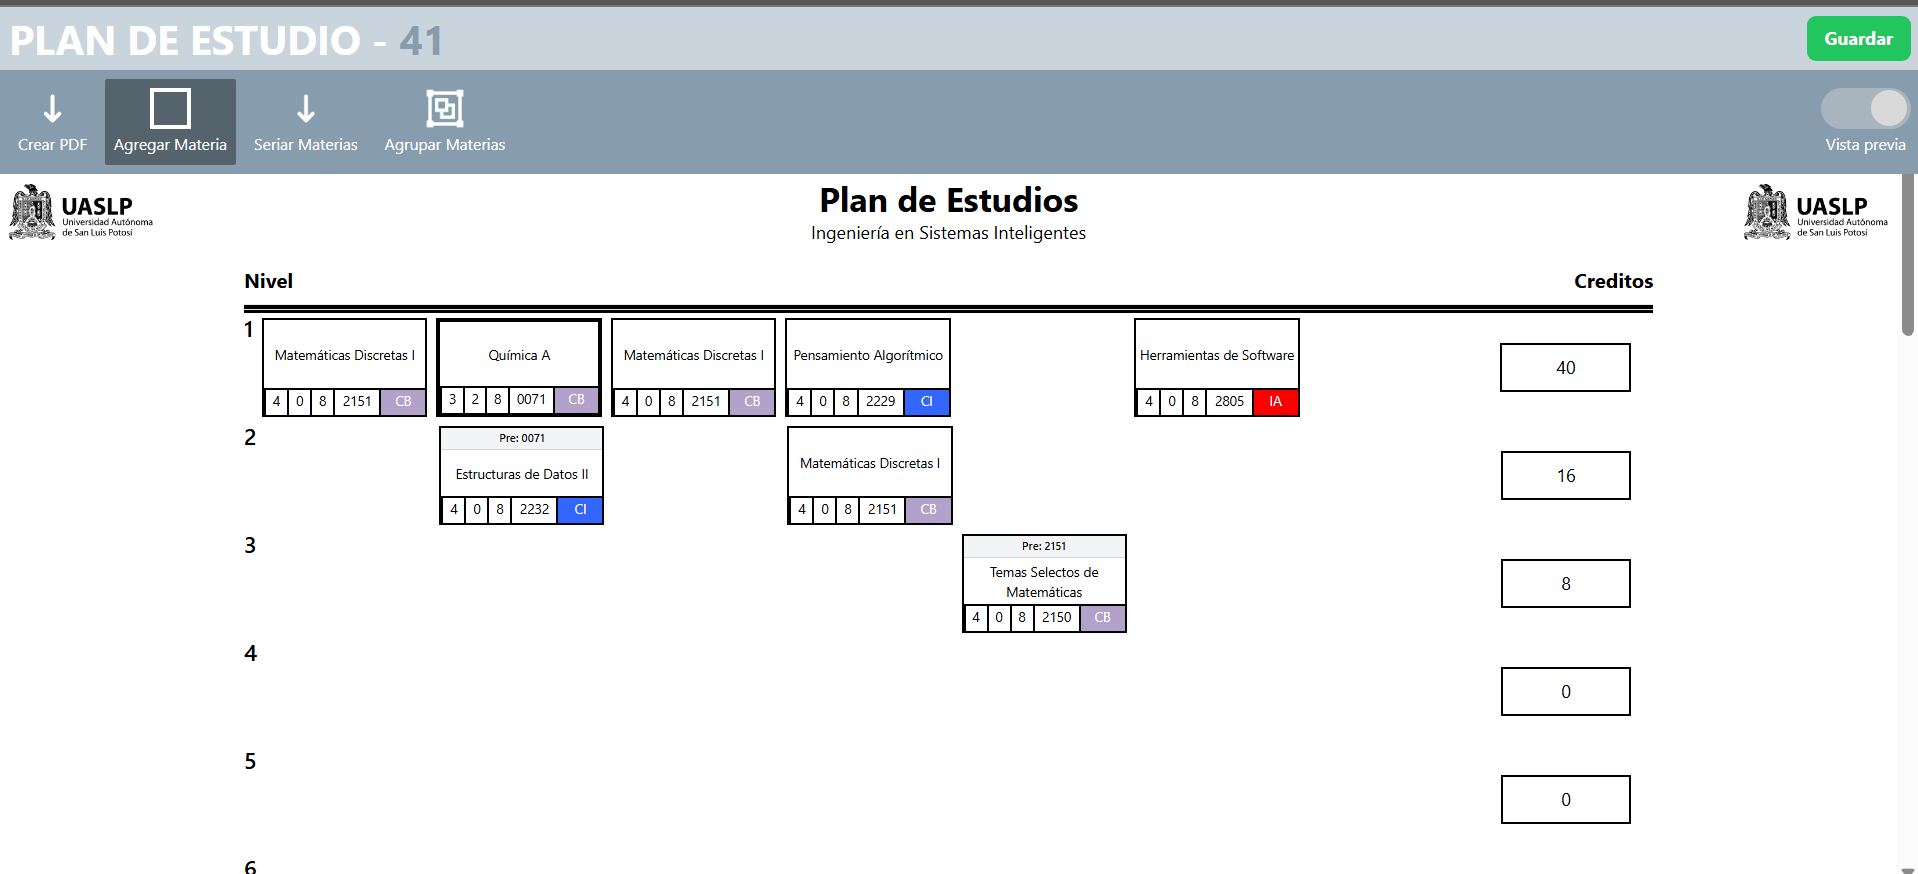 PLAN DE ESTUDIO - 41
Guardar
Crear PDF
Agregar Materia
Seriar Materias
Agrupar Materias
Vista previa
UASLP
Universidad Autónoma
de San Luis Potosí
Plan de Estudios
Ingeniería en Sistemas Inteligentes
UASLP
Universidad Autónoma
de San Luis Potosí
Nivel
Creditos
1
Matemáticas Discretas I
4 0 8 2151 CB
Química A
3 2 8 0071 CB
Matemáticas Discretas I
4 0 8 2151 CB
Pensamiento Algorítmico
4 0 8 2229 CI
Herramientas de Software
4 0 8 2805 IA
40
2
Pre: 0071
Estructuras de Datos II
4 0 8 2232 CI
Matemáticas Discretas I
4 0 8 2151 CB
16
3
Pre: 2151
Temas Selectos de
Matemáticas
4 0 8 2150 CB
8
4
0
5
0
6